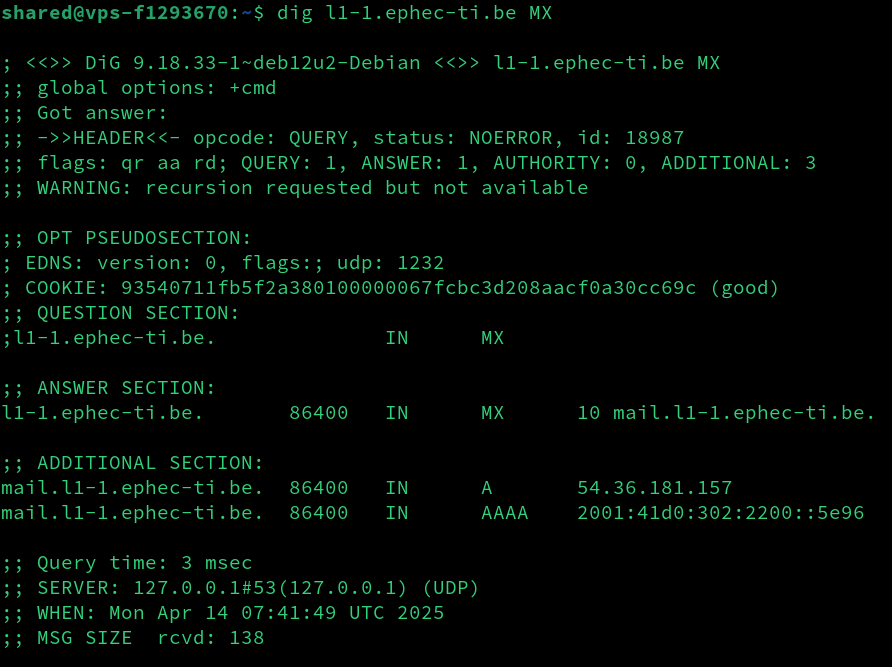 shared@vps-f1293670:~$ dig l1-1.ephec-ti.be MX
; <<>> DiG 9.18.33-1~deb12u2-Debian <<>> l1-1.ephec-ti.be MX
;; global options: +cmd
;; Got answer:
;; ->>HEADER<<- opcode: QUERY, status: NOERROR, id: 18987
;; flags: qr aa rd; QUERY: 1, ANSWER: 1, AUTHORITY: 0, ADDITIONAL: 3
;; WARNING: recursion requested but not available
;; OPT PSEUDOSECTION:
; EDNS: version: 0, flags:; udp: 1232
; COOKIE: 93540711fb5f2a380100000067fcbc3d208aacf0a30cc69c (good)
;; QUESTION SECTION:
;l1-1.ephec-ti.be. IN MX
;; ANSWER SECTION:
l1-1.ephec-ti.be. 86400 IN MX 10 mail.l1-1.ephec-ti.be.
;; ADDITIONAL SECTION:
mail.l1-1.ephec-ti.be. 86400 IN A 54.36.181.157
mail.l1-1.ephec-ti.be. 86400 IN AAAA 2001:41d0:302:2200::5e96
;; Query time: 3 msec
;; SERVER: 127.0.0.1#53(127.0.0.1) (UDP)
;; WHEN: Mon Apr 14 07:41:49 UTC 2025
;; MSG SIZE rcvd: 138